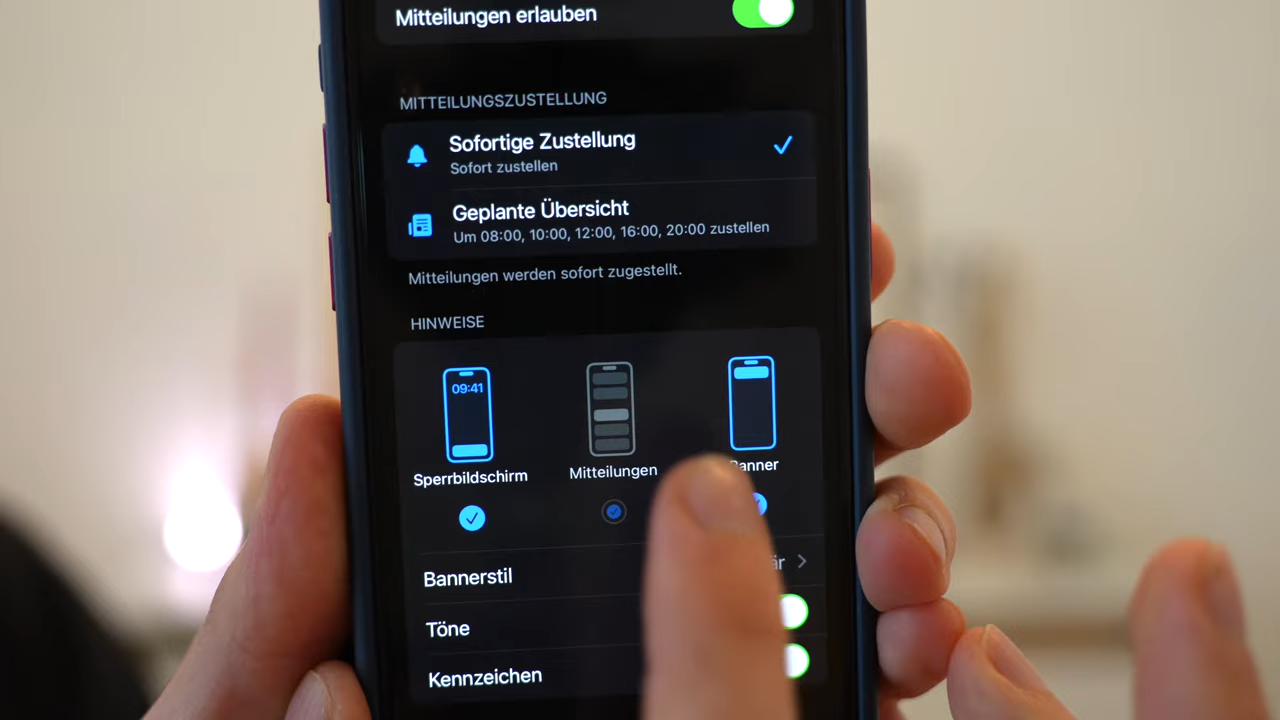 Mitteilungen erlauben
MITTEILUNGSZUSTELLUNG
Sofortige Zustellung
Sofort zustellen
Geplante Übersicht
Um 08:00, 10:00, 12:00, 16:00, 20:00 zustellen
Mitteilungen werden sofort zugestellt.
HINWEISE
09:41
Sperrbildschirm
Mitteilungen
Banner
Bannerstil
Töne
Kennzeichen